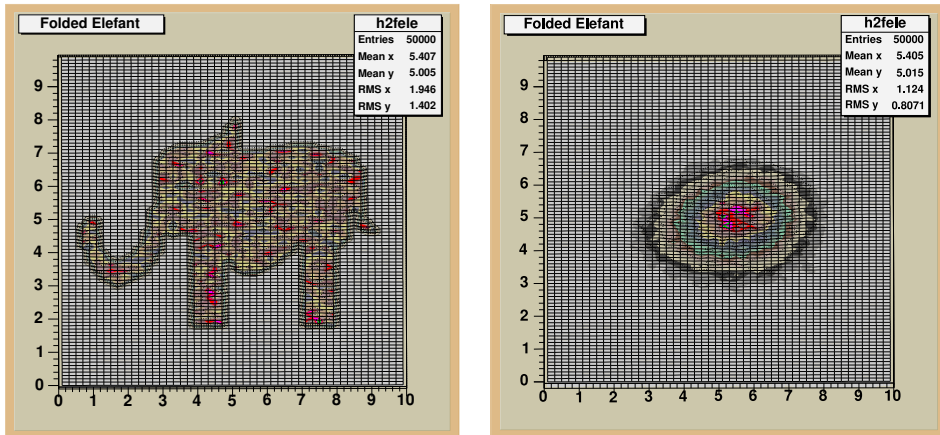 Folded Elefant
h2fele
Entries 50000
Mean x 5.407
Mean y 5.005
RMS x 1.946
RMS y 1.402
9
8
7
6
5
4
3
2
1
0
0 1 2 3 4 5 6 7 8 9 10
Folded Elefant
h2fele
Entries 50000
Mean x 5.405
Mean y 5.015
RMS x 1.124
RMS y 0.8071
9
8
7
6
5
4
3
2
1
0
0 1 2 3 4 5 6 7 8 9 10